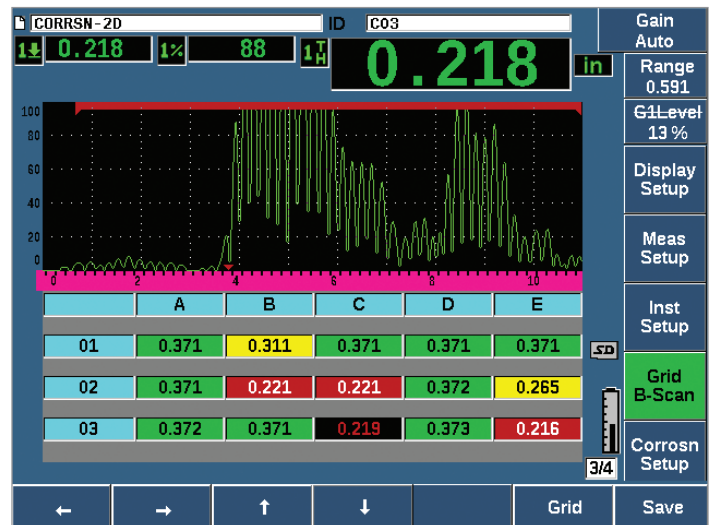 CORRSN-2D ID C03
1 0.218 1% 88 1TH 0.218 in
Gain
Auto
Range
0.591
G1Level
13%
Display
Setup
Meas
Setup
Inst
Setup
Grid
B-Scan
Corrosn
Setup
100
80
60
40
20
0
0 2 4 6 8 10
A B C D E
01 0.371 0.311 0.371 0.371 0.371
SD
02 0.371 0.221 0.221 0.372 0.265
03 0.372 0.371 0.219 0.373 0.216
3/4
← → ↑ ↓ Grid Save